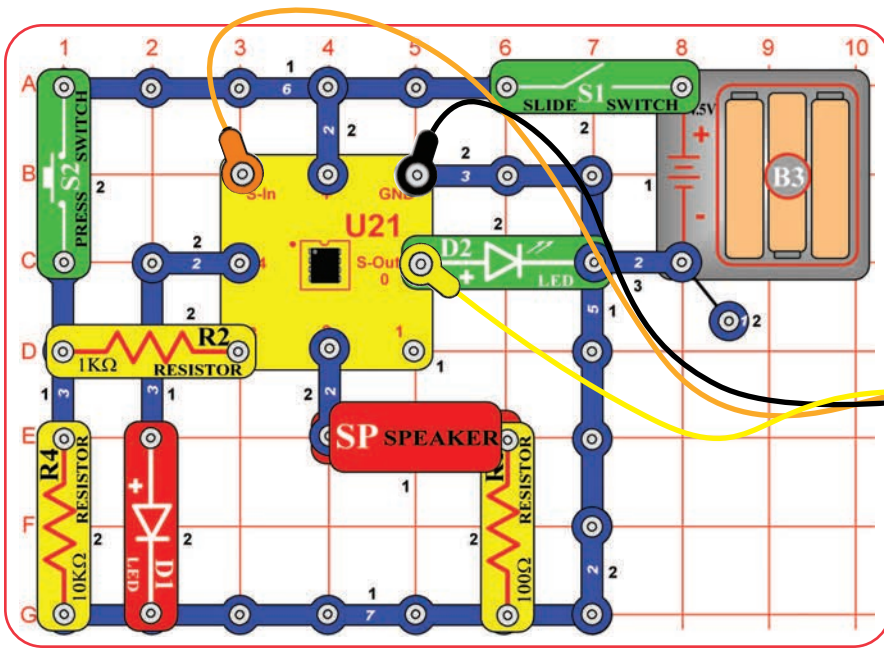 1 2 3 4 5 6 7 8 9 10
A
B
C
D
E
F
G
1
6
S1
SLIDE SWITCH
2
S2
PRESS SWITCH
2
2
2
2
3
1
+
-
B3
S-In
GND
U21
4
S-Out
0
1
1
2
2
D2
+
LED
2
2
3
5
1
1 2
R2
1KΩ
RESISTOR
2
1
3
3
1
2
2
SP SPEAKER
1
R4
RESISTOR
10KΩ
2
+
D1
LED
2
RESISTOR
100Ω
2
2
2
1
7